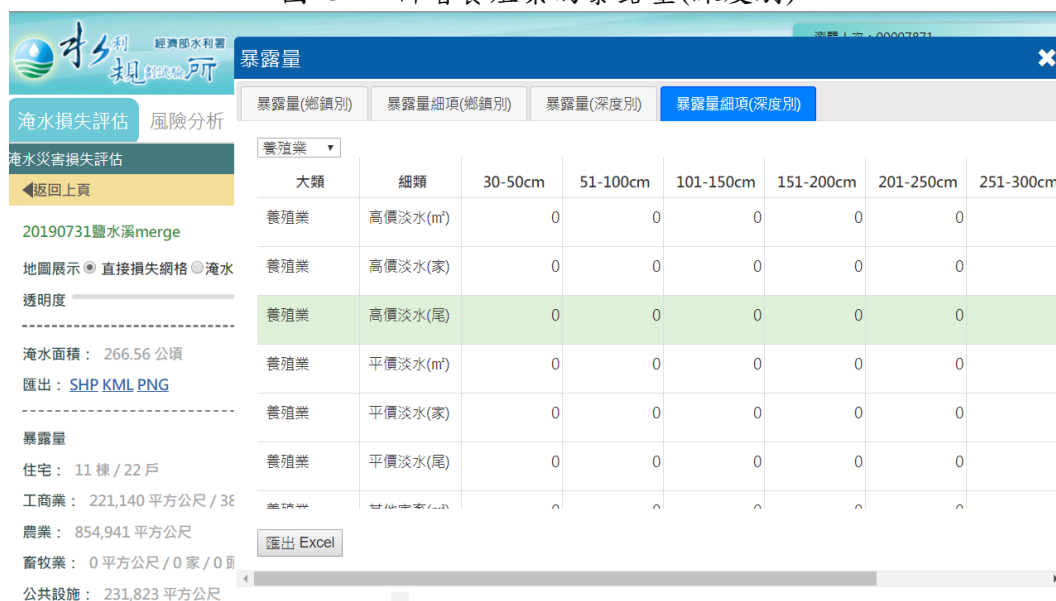 水利
規劃試驗所
經濟部水利署
00007871
暴露量
暴露量(鄉鎮別) 暴露量細項(鄉鎮別) 暴露量(深度別) 暴露量細項(深度別)
淹水損失評估 風險分析
淹水災害損失評估
返回上頁
20190731鹽水溪merge
地圖展示 直接損失網格 淹水
透明度
淹水面積： 266.56 公頃
匯出： SHP KML PNG
暴露量
住宅： 11 棟 / 22 戶
工商業： 221,140 平方公尺 / 38
農業： 854,941 平方公尺
畜牧業： 0 平方公尺 / 0 家 / 0 頭
公共設施： 231,823 平方公尺
養殖業
大類 細類 30-50cm 51-100cm 101-150cm 151-200cm 201-250cm 251-300cm
養殖業 高價淡水(㎡) 0 0 0 0 0
養殖業 高價淡水(家) 0 0 0 0 0
養殖業 高價淡水(尾) 0 0 0 0 0
養殖業 平價淡水(㎡) 0 0 0 0 0
養殖業 平價淡水(家) 0 0 0 0 0
養殖業 平價淡水(尾) 0 0 0 0 0
匯出 Excel